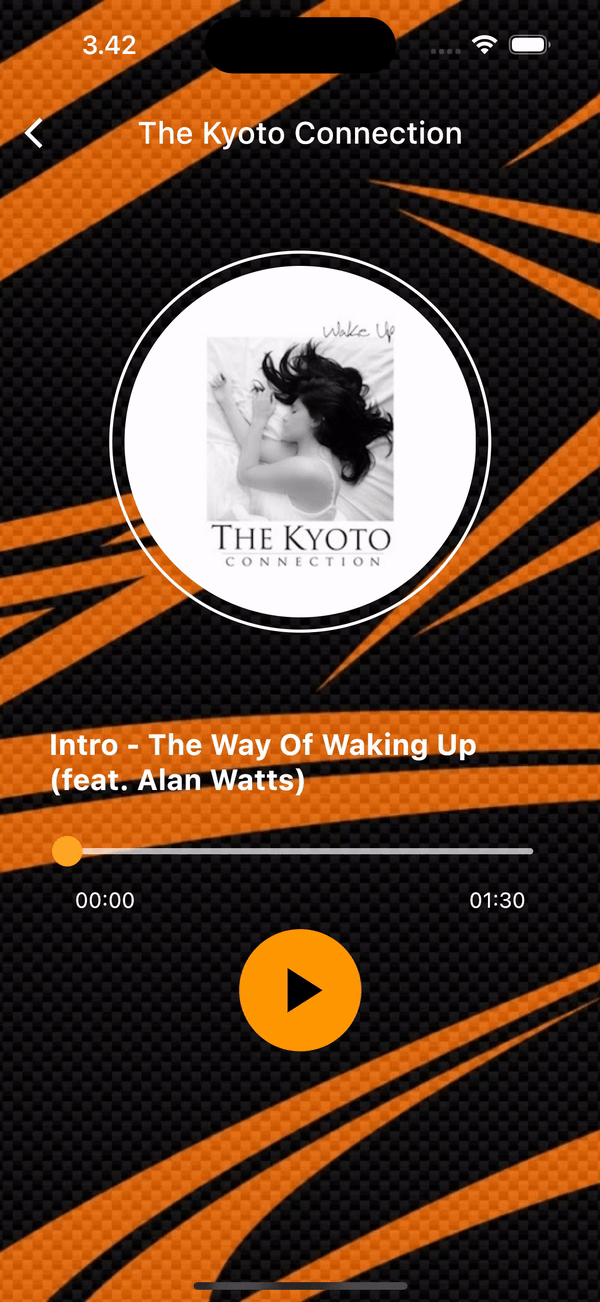 3.42
The Kyoto Connection
Wake Up
THE KYOTO
CONNECTION
Intro - The Way Of Waking Up
(feat. Alan Watts)
00:00 01:30